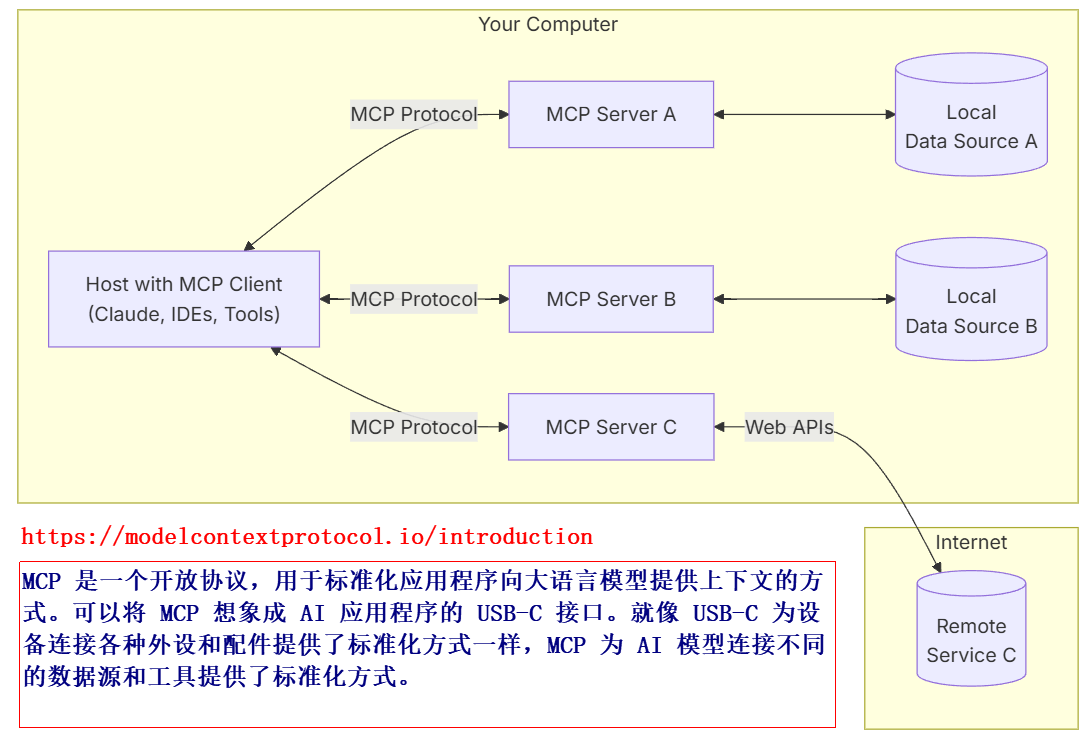 Your Computer
MCP Protocol
MCP Server A
Local
Data Source A
Host with MCP Client
(Claude, IDEs, Tools)
MCP Protocol
MCP Server B
Local
Data Source B
MCP Protocol
MCP Server C
Web APIs
https://modelcontextprotocol.io/introduction
MCP 是一个开放协议，用于标准化应用程序向大语言模型提供上下文的方
式。可以将 MCP 想象成 AI 应用程序的 USB-C 接口。就像 USB-C 为设
备连接各种外设和配件提供了标准化方式一样，MCP 为 AI 模型连接不同
的数据源和工具提供了标准化方式。
Internet
Remote
Service C